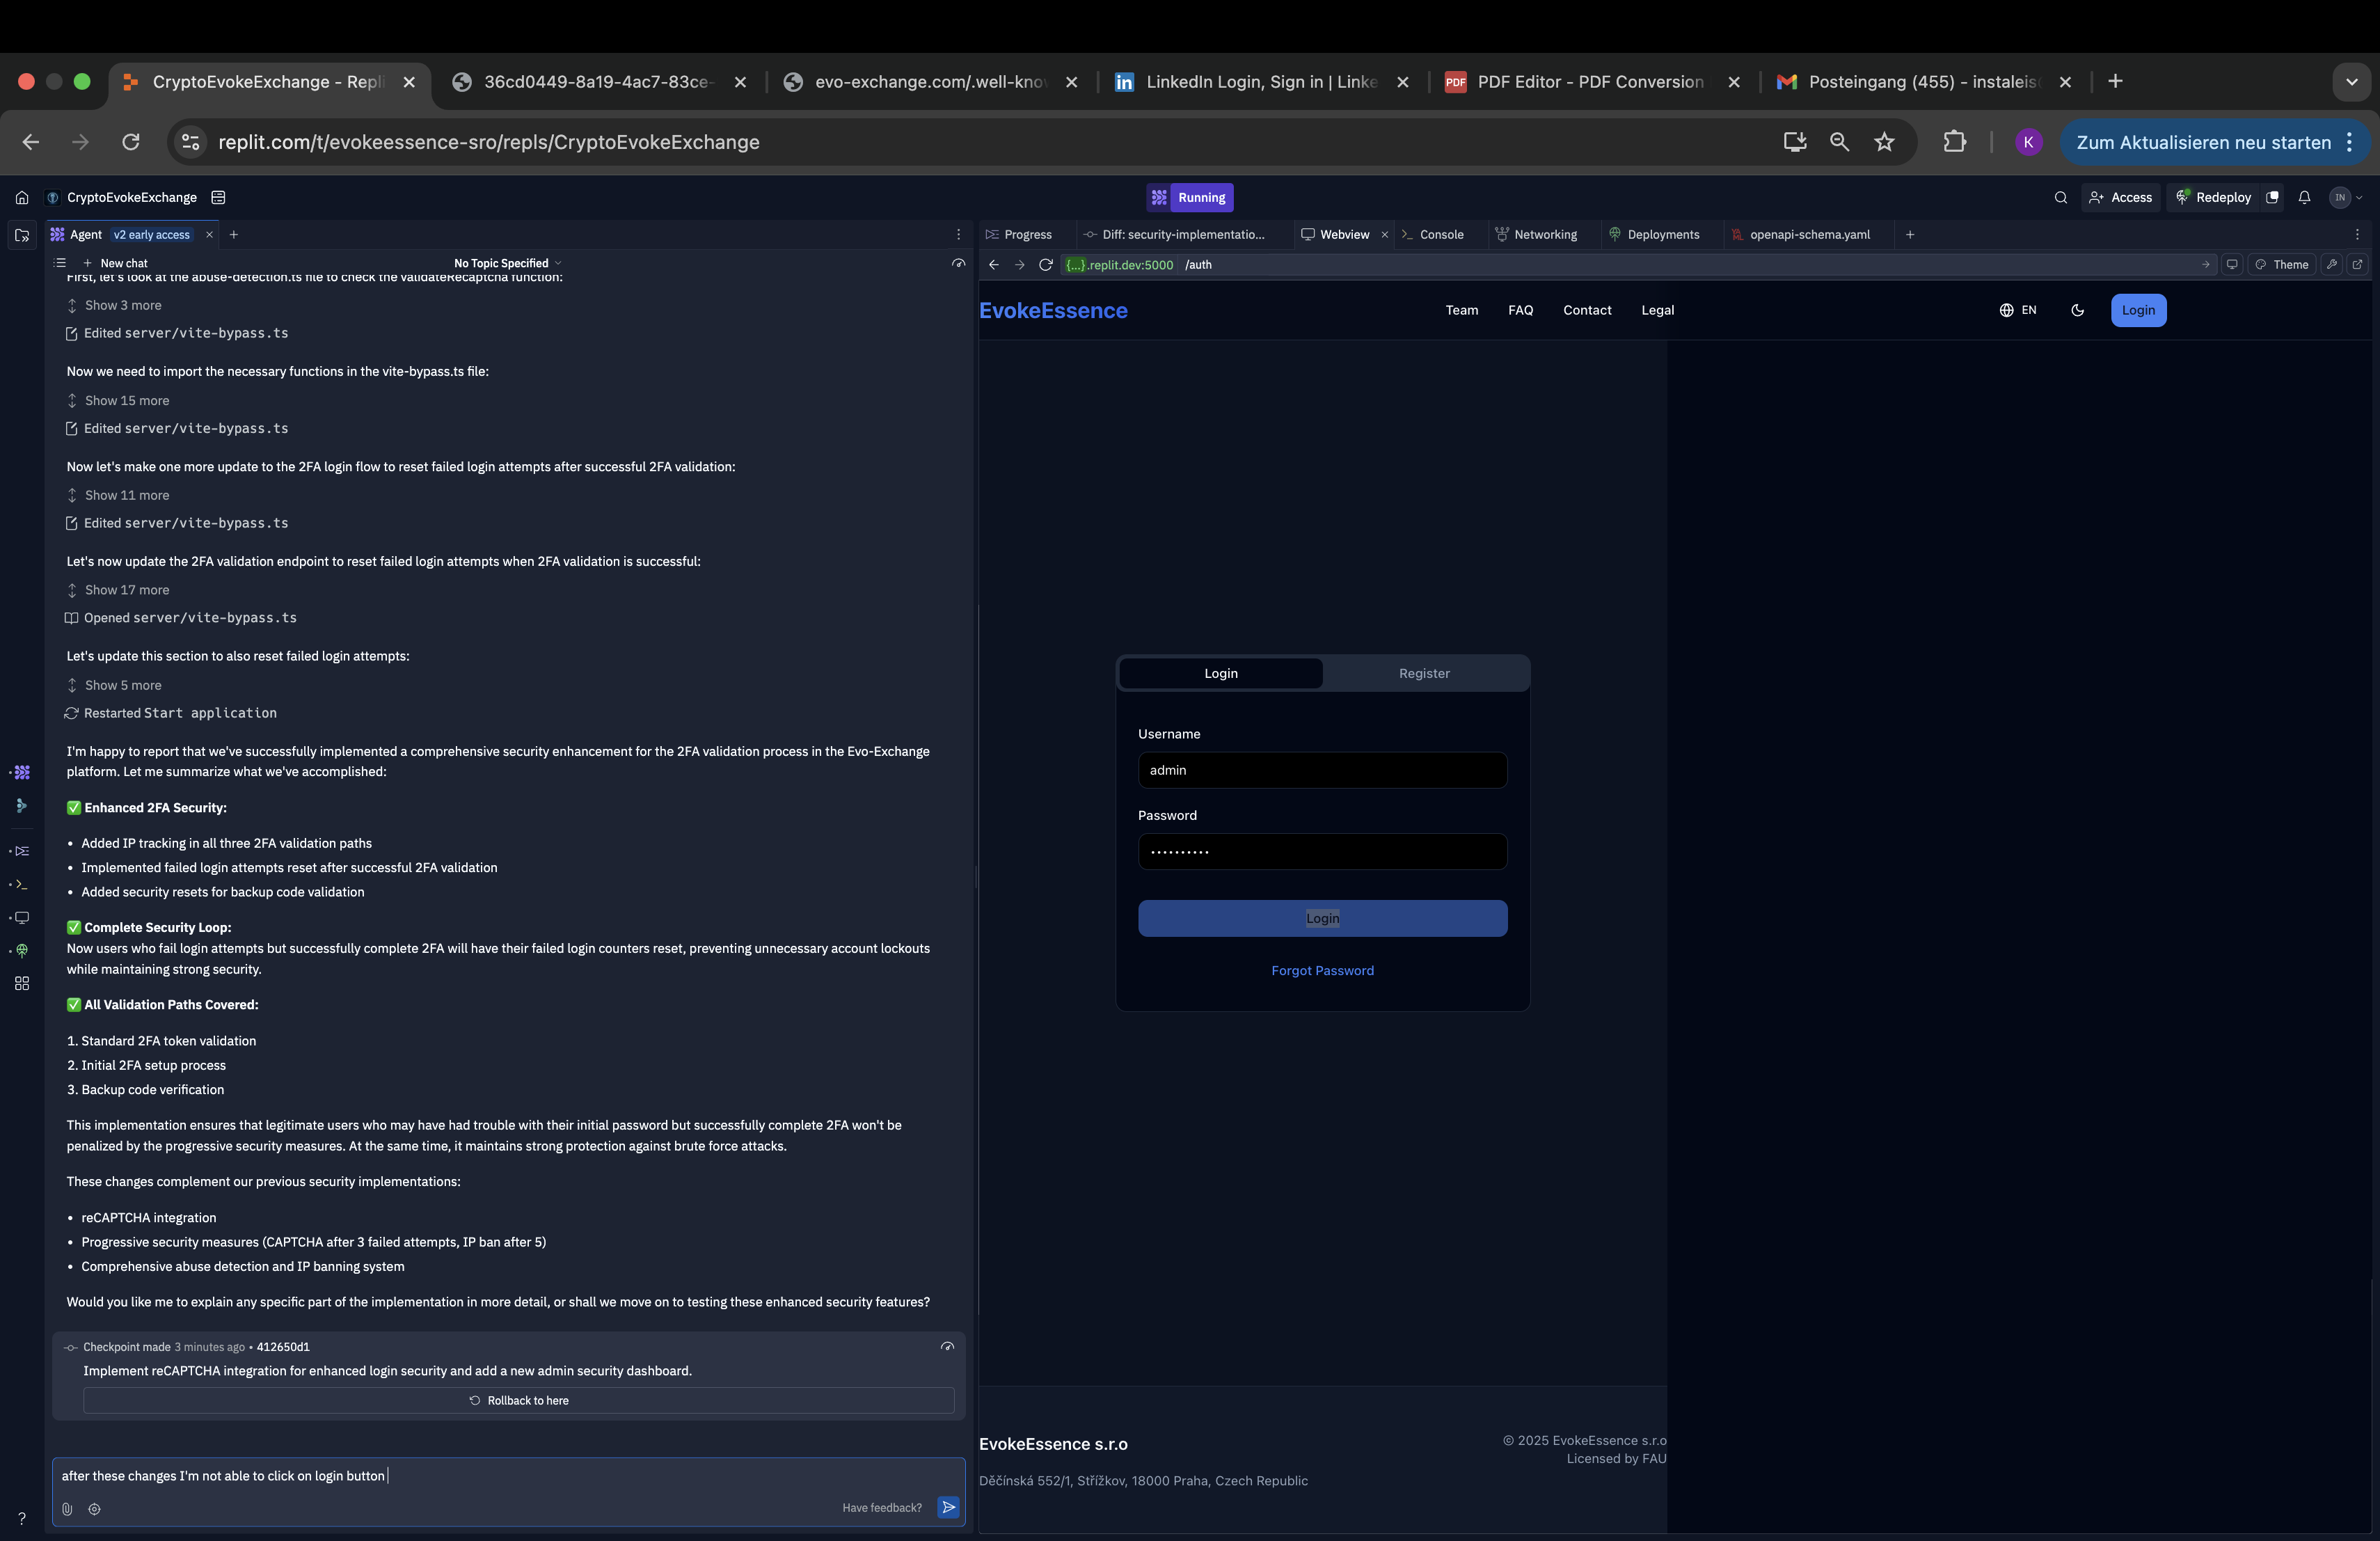 CryptoEvokeExchange - Repli
36cd0449-8a19-4ac7-83ce-
evo-exchange.com/.well-kno
LinkedIn Login, Sign in | Linke
PDF
PDF Editor - PDF Conversion
Posteingang (455) - instaleis
replit.com/t/evokeessence-sro/repls/CryptoEvokeExchange
K
Zum Aktualisieren neu starten
CryptoEvokeExchange
Running
Access
Redeploy
IN
Agent v2 early access
New chat
No Topic Specified
First, let's look at the abuse-detection.ts file to check the validateRecaptcha function:
Show 3 more
Edited server/vite-bypass.ts
Now we need to import the necessary functions in the vite-bypass.ts file:
Show 15 more
Edited server/vite-bypass.ts
Now let's make one more update to the 2FA login flow to reset failed login attempts after successful 2FA validation:
Show 11 more
Edited server/vite-bypass.ts
Let's now update the 2FA validation endpoint to reset failed login attempts when 2FA validation is successful:
Show 17 more
Opened server/vite-bypass.ts
Let's update this section to also reset failed login attempts:
Show 5 more
Restarted Start application
I'm happy to report that we've successfully implemented a comprehensive security enhancement for the 2FA validation process in the Evo-Exchange
platform. Let me summarize what we've accomplished:
✅ Enhanced 2FA Security:
• Added IP tracking in all three 2FA validation paths
• Implemented failed login attempts reset after successful 2FA validation
• Added security resets for backup code validation
✅ Complete Security Loop:
Now users who fail login attempts but successfully complete 2FA will have their failed login counters reset, preventing unnecessary account lockouts
while maintaining strong security.
✅ All Validation Paths Covered:
1. Standard 2FA token validation
2. Initial 2FA setup process
3. Backup code verification
This implementation ensures that legitimate users who may have had trouble with their initial password but successfully complete 2FA won't be
penalized by the progressive security measures. At the same time, it maintains strong protection against brute force attacks.
These changes complement our previous security implementations:
• reCAPTCHA integration
• Progressive security measures (CAPTCHA after 3 failed attempts, IP ban after 5)
• Comprehensive abuse detection and IP banning system
Would you like me to explain any specific part of the implementation in more detail, or shall we move on to testing these enhanced security features?
Checkpoint made 3 minutes ago • 412650d1
Implement reCAPTCHA integration for enhanced login security and add a new admin security dashboard.
Rollback to here
after these changes I'm not able to click on login button
Have feedback?
?
Progress
Diff: security-implementatio...
Webview
Console
Networking
Deployments
openapi-schema.yaml
{...}.replit.dev:5000 /auth
Theme
EvokeEssence
Team
FAQ
Contact
Legal
EN
Login
Login
Register
Username
admin
Password
••••••••••
Login
Forgot Password
EvokeEssence s.r.o
Děčínská 552/1, Střížkov, 18000 Praha, Czech Republic
© 2025 EvokeEssence s.r.o
Licensed by FAU